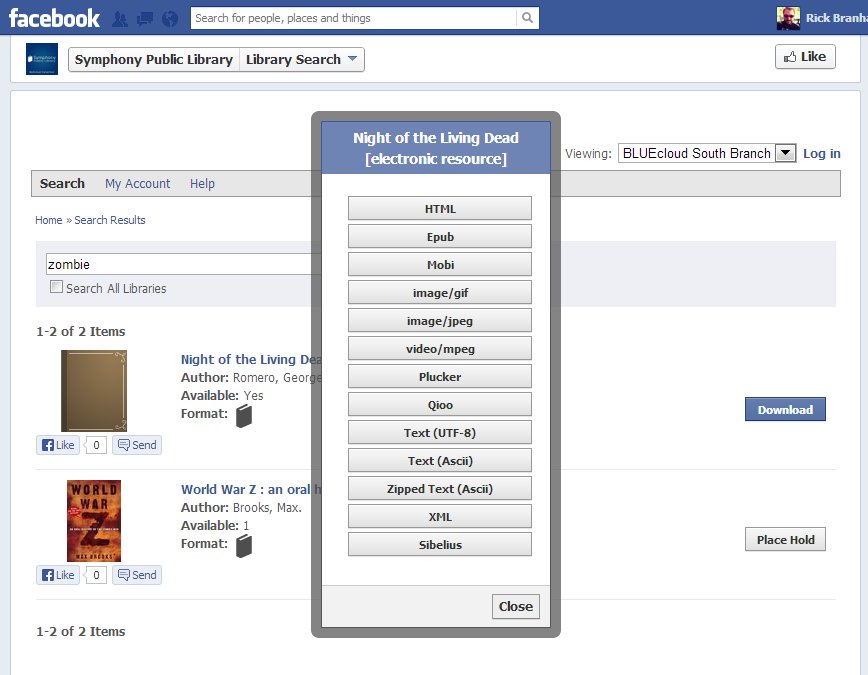 facebook
Search for people, places and things
Rick Branha
Symphony Public Library
Library Search
Like
Night of the Living Dead
[electronic resource]
Viewing: BLUEcloud South Branch Log in
Search My Account Help
Home » Search Results
zombie
Search All Libraries
1-2 of 2 Items
HTML
Epub
Mobi
image/gif
image/jpeg
video/mpeg
Plucker
Qioo
Text (UTF-8)
Text (Ascii)
Zipped Text (Ascii)
XML
Sibelius
Close
Night of the Living Dea
Author: Romero, George
Available: Yes
Format:
Download
Like 0 Send
WORLD
WAR
Z
MAX BROOKS
World War Z : an oral h
Author: Brooks, Max.
Available: 1
Format:
Place Hold
Like 0 Send
1-2 of 2 Items